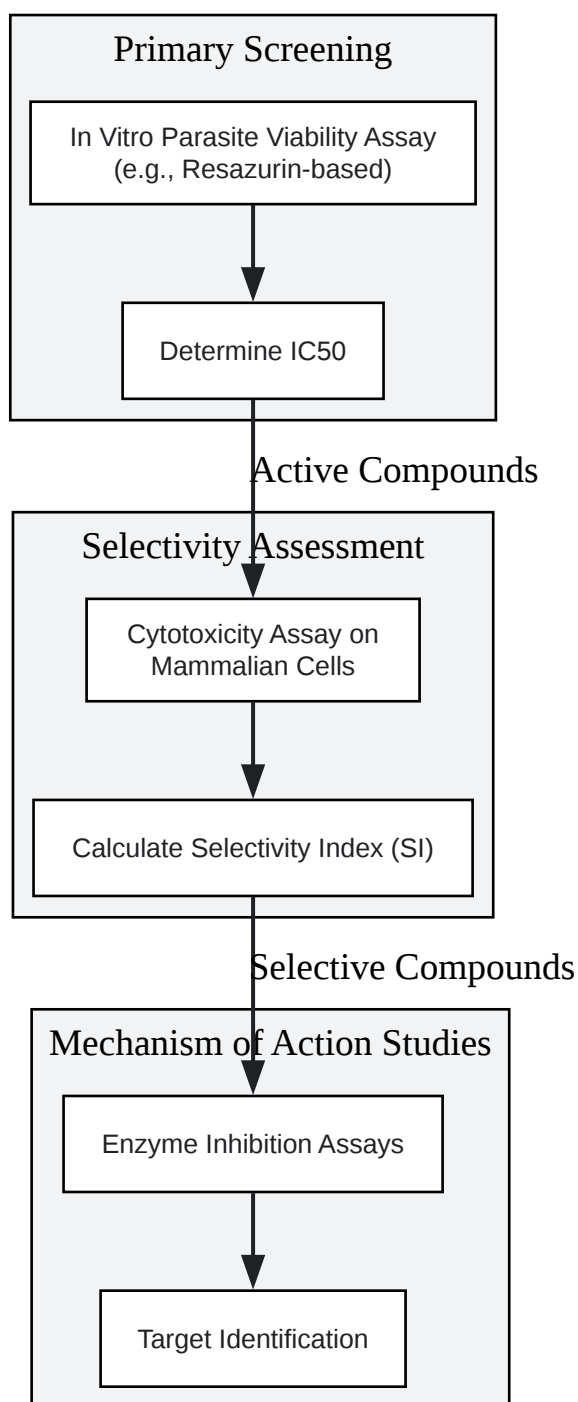 Primary Screening
In Vitro Parasite Viability Assay
(e.g., Resazurin-based)
Determine IC50
Active Compounds
Selectivity Assessment
Cytotoxicity Assay on
Mammalian Cells
Calculate Selectivity Index (SI)
Selective Compounds
Mechanism of Action Studies
Enzyme Inhibition Assays
Target Identification